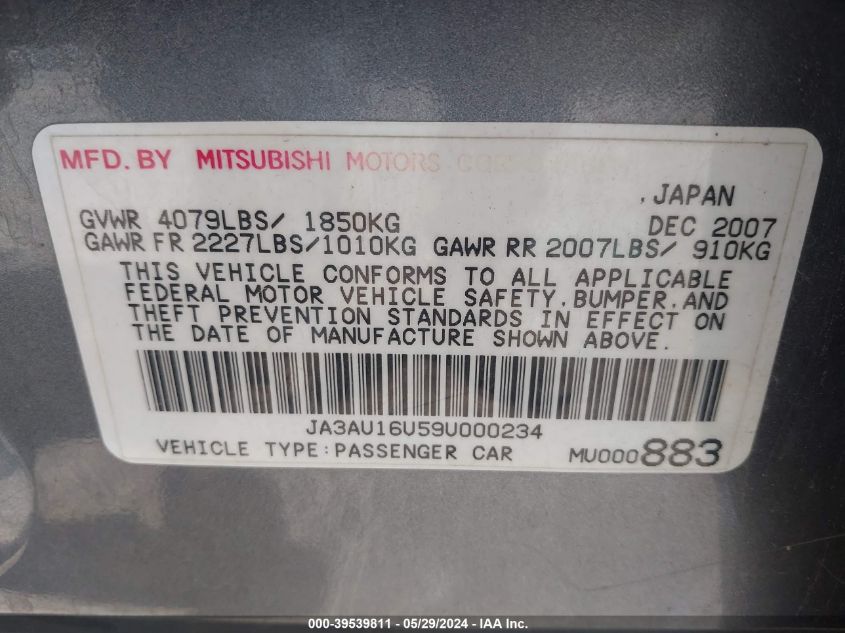 MFD. BY MITSUBISHI MOTORS
, JAPAN
GVWR 4079LBS/ 1850KG DEC 2007
GAWR FR 2227LBS/1010KG GAWR RR 2007LBS/ 910KG
THIS VEHICLE CONFORMS TO ALL APPLICABLE
FEDERAL MOTOR VEHICLE SAFETY, BUMPER, AND
THEFT PREVENTION STANDARDS IN EFFECT ON
THE DATE OF MANUFACTURE SHOWN ABOVE.
JA3AU16U59U000234
VEHICLE TYPE:PASSENGER CAR MU000883
000-39539811 - 05/29/2024 - IAA Inc.